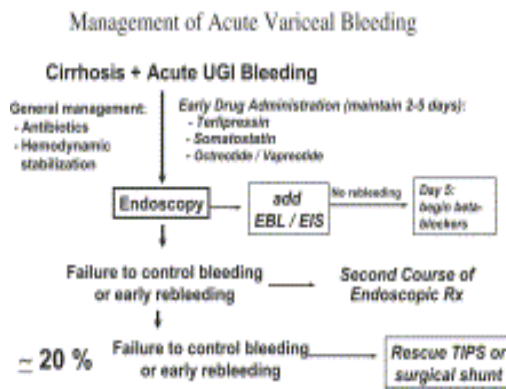 Management of Acute Variceal Bleeding
Cirrhosis + Acute UGI Bleeding
General management:
- Antibiotics
- Hemodynamic
stabilization
Early Drug Administration (maintain 2-5 days):
- Terlipressin
- Somatostatin
- Ostreotide / Vapreotide
Endoscopy
add
EBL / EIS
No rebleeding
Day 5:
begin beta-
blockers
Failure to control bleeding
or early rebleeding
Second Course of
Endoscopic Rx
~ 20 %
Failure to control bleeding
or early rebleeding
Rescue TIPS or
surgical shunt